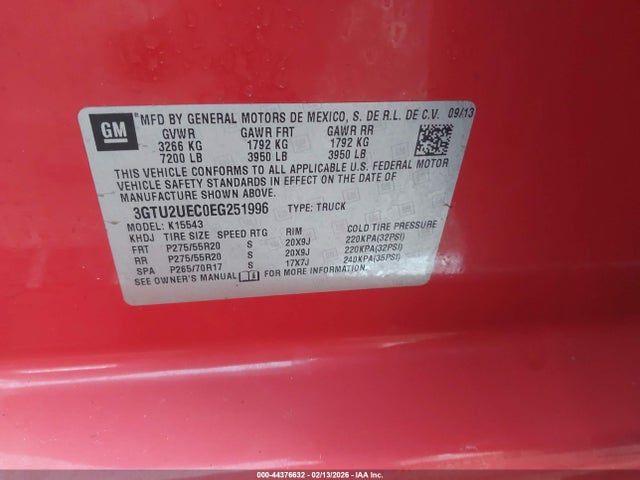 GM
MFD BY GENERAL MOTORS DE MEXICO, S. DE R.L. DE C.V. 09/13
GVWR GAWR FRT GAWR RR
3266 KG 1792 KG 1792 KG
7200 LB 3950 LB 3950 LB
THIS VEHICLE CONFORMS TO ALL APPLICABLE U.S. FEDERAL MOTOR
VEHICLE SAFETY STANDARDS IN EFFECT ON THE DATE OF
MANUFACTURE SHOWN ABOVE.
3GTU2UEC0EG251996 TYPE: TRUCK
MODEL: K15543
KHDJ TIRE SIZE SPEED RTG RIM COLD TIRE PRESSURE
FRT P275/55R20 S 20X9J 220KPA(32PSI)
RR P275/55R20 S 20X9J 220KPA(32PSI)
SPA P265/70R17 S 17X7J 240KPA(35PSI)
SEE OWNER'S MANUAL FOR MORE INFORMATION.
000-44376632 - 02/13/2026 - IAAI.COM